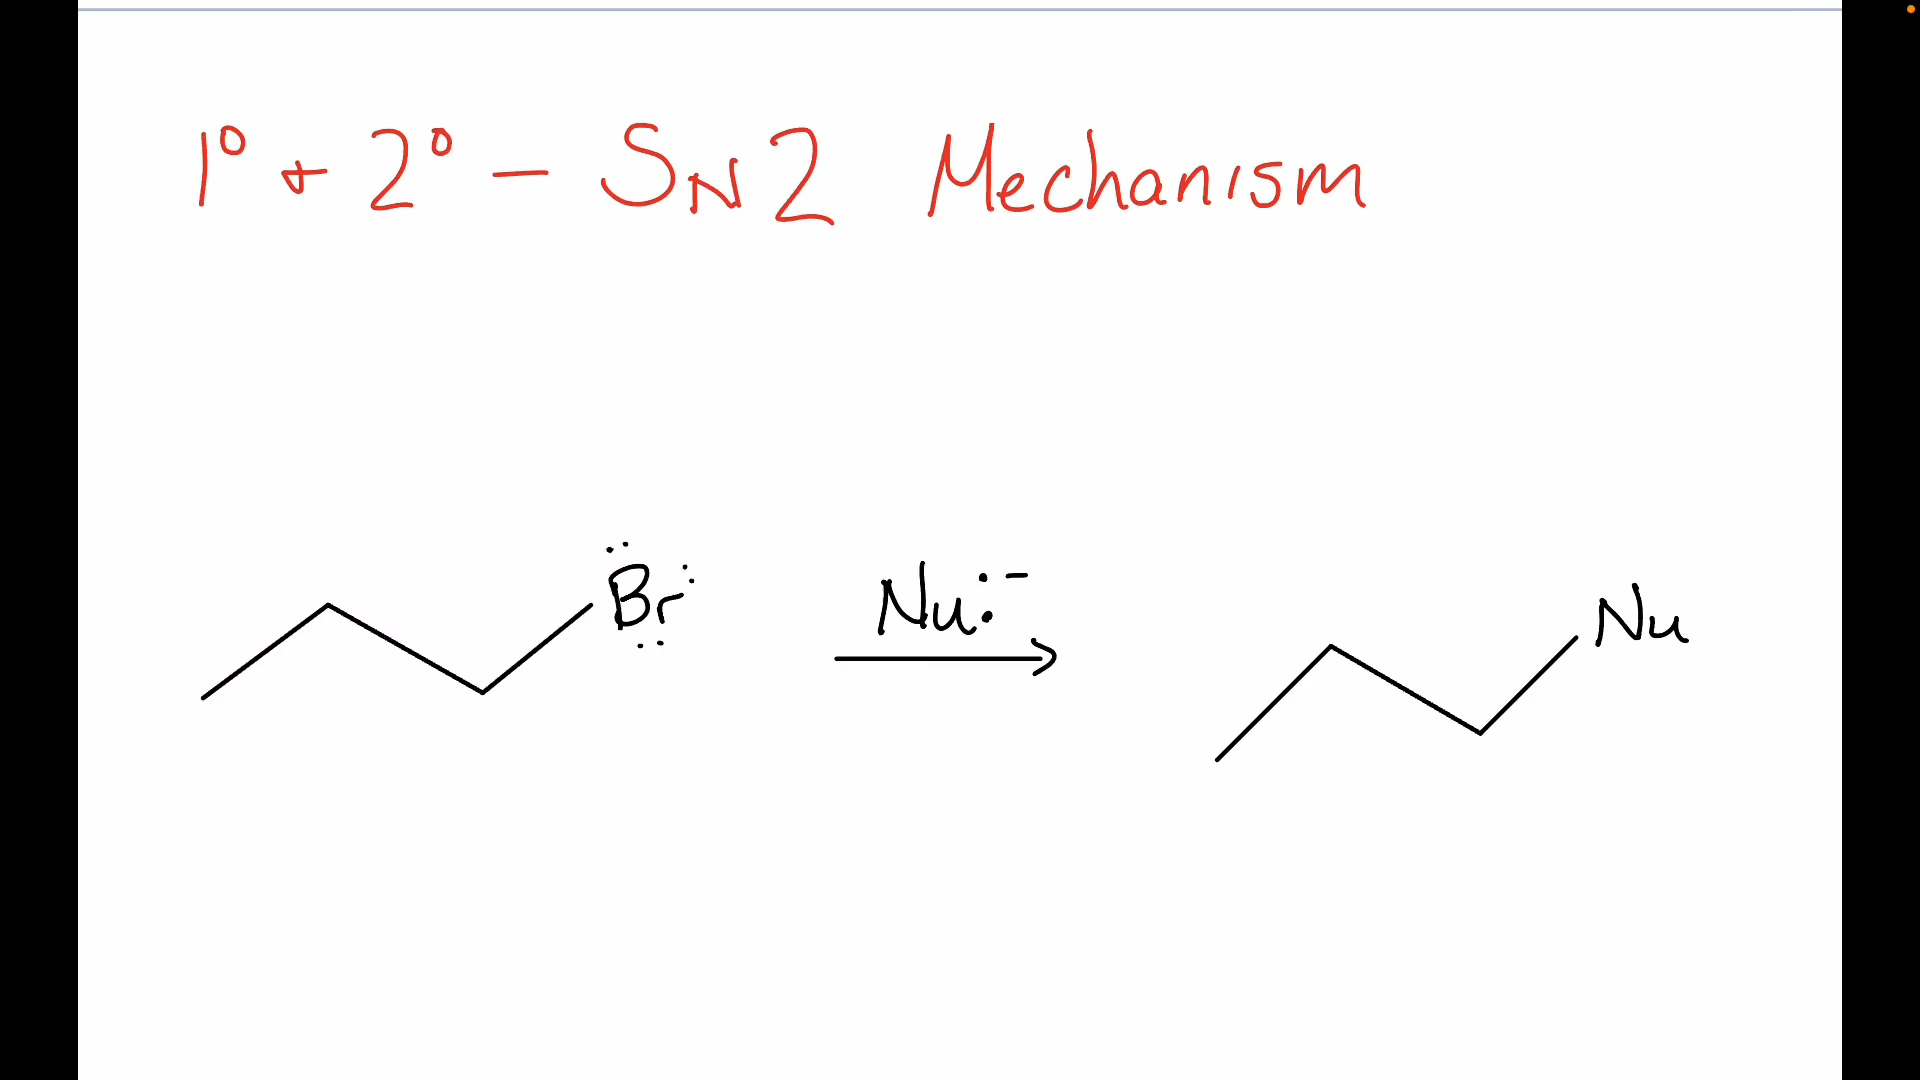 1° + 2° - SN2 Mechanism
Br
Nu:⁻
Nu